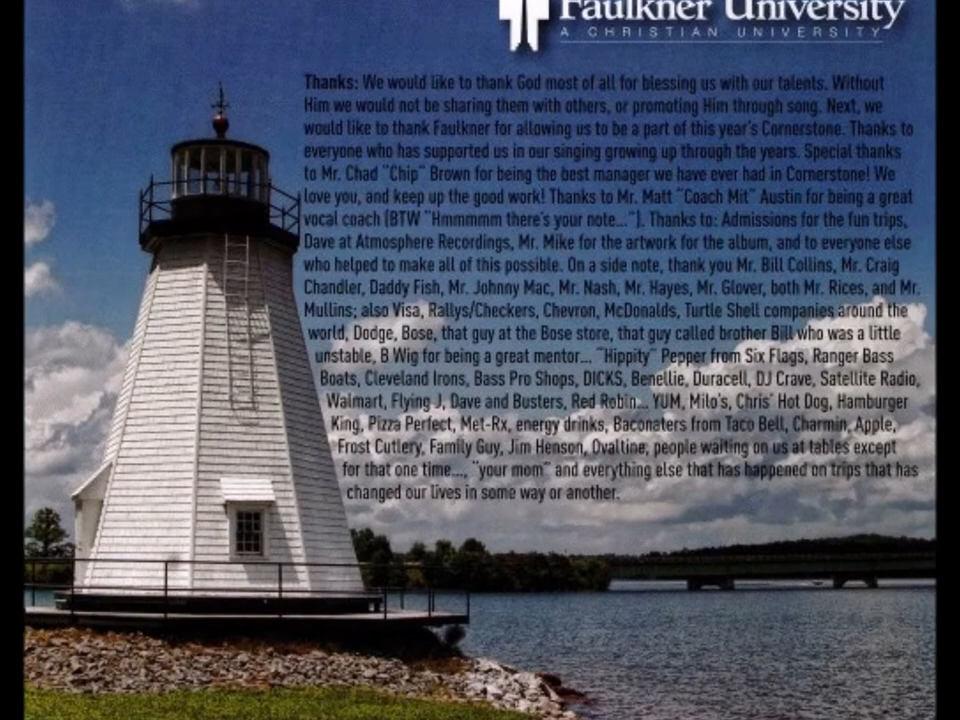 Faulkner University
A CHRISTIAN UNIVERSITY
Thanks: We would like to thank God most of all for blessing us with our talents. Without
Him we would not be sharing them with others, or promoting Him through song. Next, we
would like to thank Faulkner for allowing us to be a part of this year's Cornerstone. Thanks to
everyone who has supported us in our singing growing up through the years. Special thanks
to Mr. Chad "Chip" Brown for being the best manager we have ever had in Cornerstone! We
love you, and keep up the good work! Thanks to Mr. Matt "Coach Mit" Austin for being a great
vocal coach (BTW "Hmmmmm there's your note..."). Thanks to: Admissions for the fun trips,
Dave at Atmosphere Recordings, Mr. Mike for the artwork for the album, and to everyone else
who helped to make all of this possible. On a side note, thank you Mr. Bill Collins, Mr. Craig
Chandler, Daddy Fish, Mr. Johnny Mac, Mr. Nash, Mr. Hayes, Mr. Glover, both Mr. Rices, and Mr.
Mullins; also Visa, Rallys/Checkers, Chevron, McDonalds, Turtle Shell companies around the
world, Dodge, Bose, that guy at the Bose store, that guy called brother Bill who was a little
unstable, B Wig for being a great mentor... "Hippity" Pepper from Six Flags, Ranger Bass
Boats, Cleveland Irons, Bass Pro Shops, DICKS, Benellie, Duracell, DJ Crave, Satellite Radio,
Walmart, Flying J, Dave and Busters, Red Robin... YUM, Milo's, Chris' Hot Dog, Hamburger
King, Pizza Perfect, Met-Rx, energy drinks, Baconaters from Taco Bell, Charmin, Apple,
Frost Cutlery, Family Guy, Jim Henson, Ovaltine, people waiting on us at tables except
for that one time..., "your mom" and everything else that has happened on trips that has
changed our lives in some way or another.